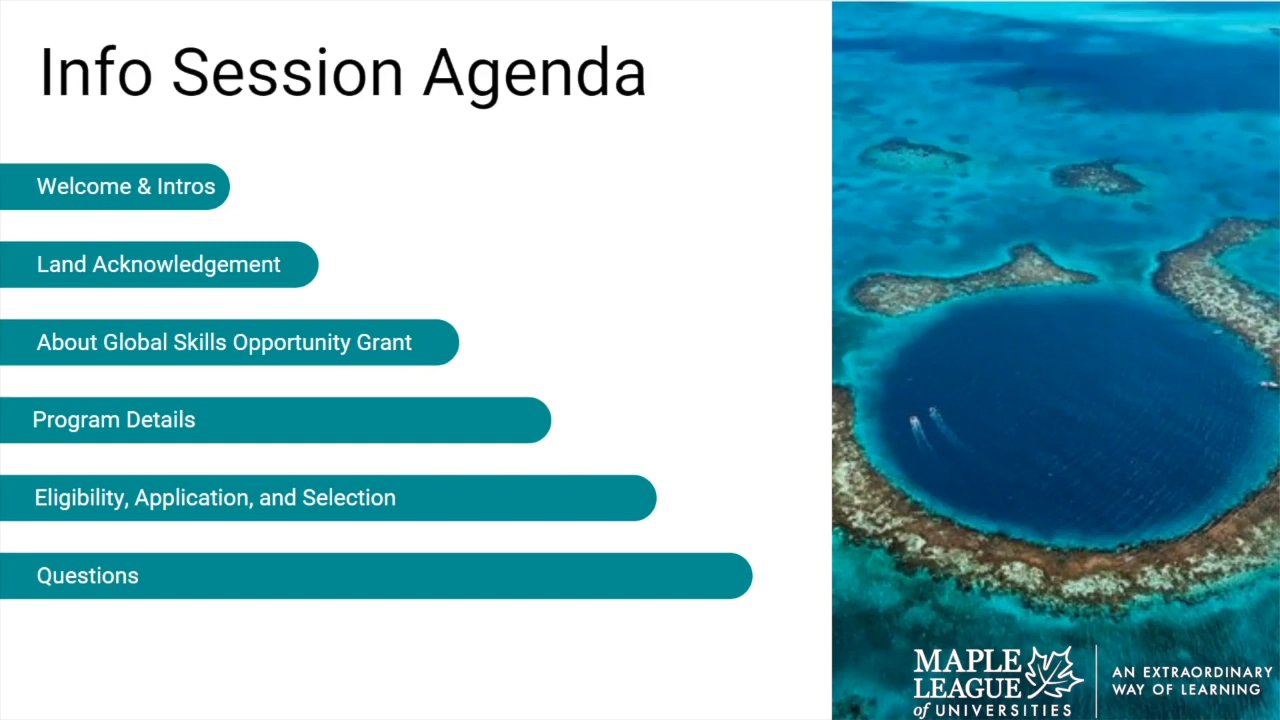 Info Session Agenda
Welcome & Intros
Land Acknowledgement
About Global Skills Opportunity Grant
Program Details
Eligibility, Application, and Selection
Questions
MAPLE
LEAGUE
of UNIVERSITIES
AN EXTRAORDINARY
WAY OF LEARNING